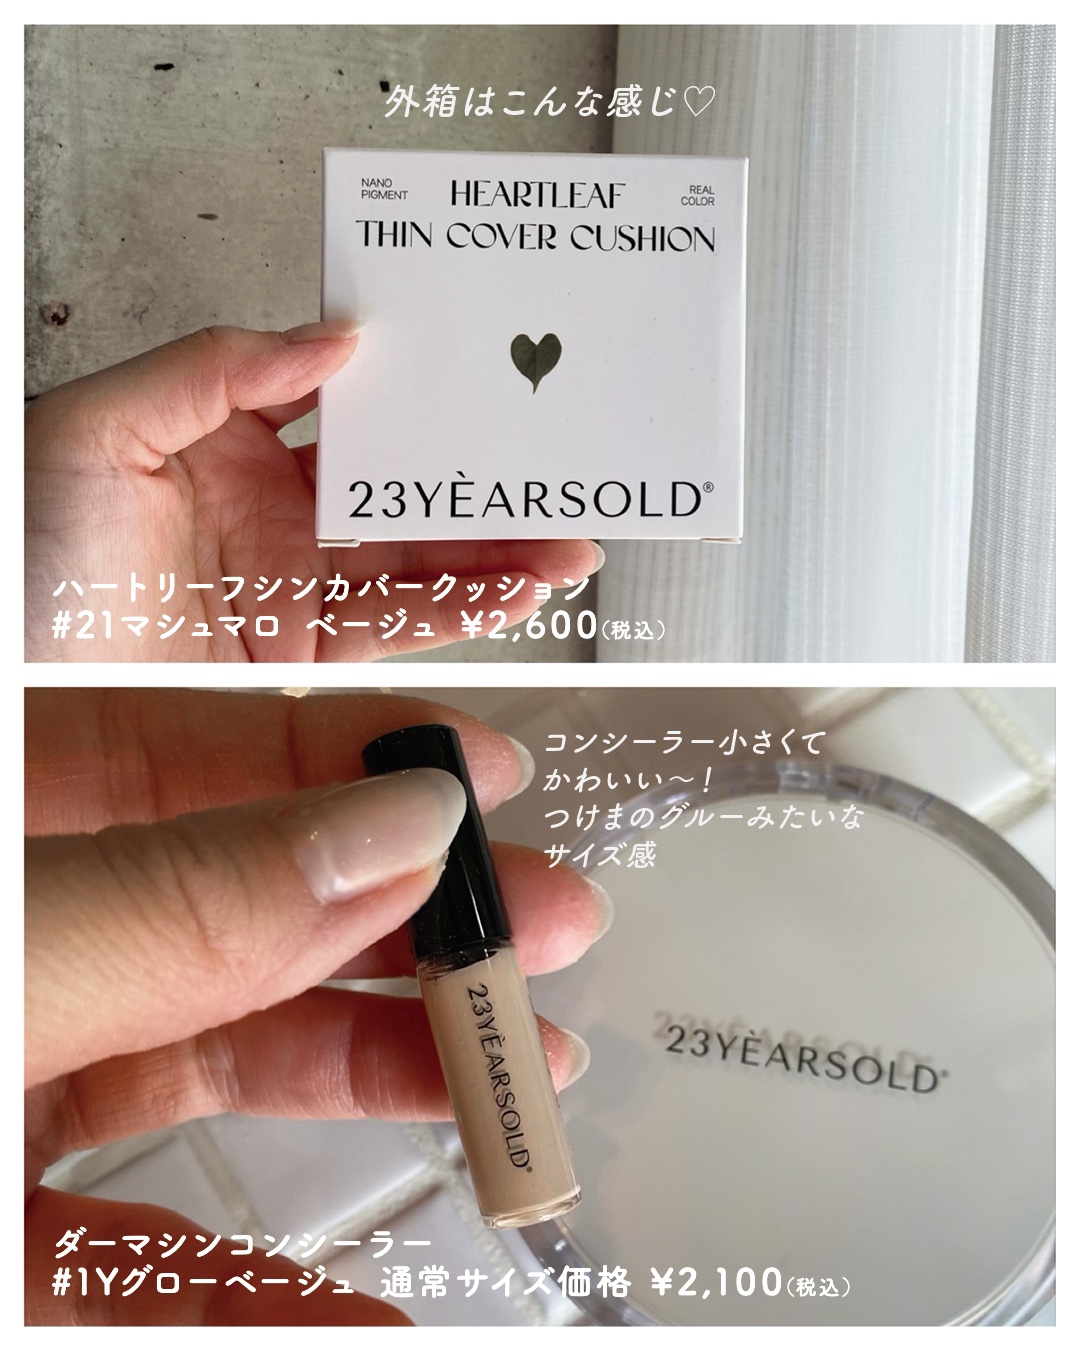 外箱はこんな感じ♡
NANO
PIGMENT
HEARTLEAF
REAL
COLOR
THIN COVER CUSHION
23YÈARSOLD®
ハートリーフシンカバークッション
#21マシュマロ ベージュ ¥2,600(税込)
コンシーラー小さくて
かわいい〜!
つけまのグルーみたいな
サイズ感
23YÈARSOLD®
23YÈARSOLD®
ダーマシンコンシーラー
#1Yグローベージュ 通常サイズ価格 ¥2,100(税込)